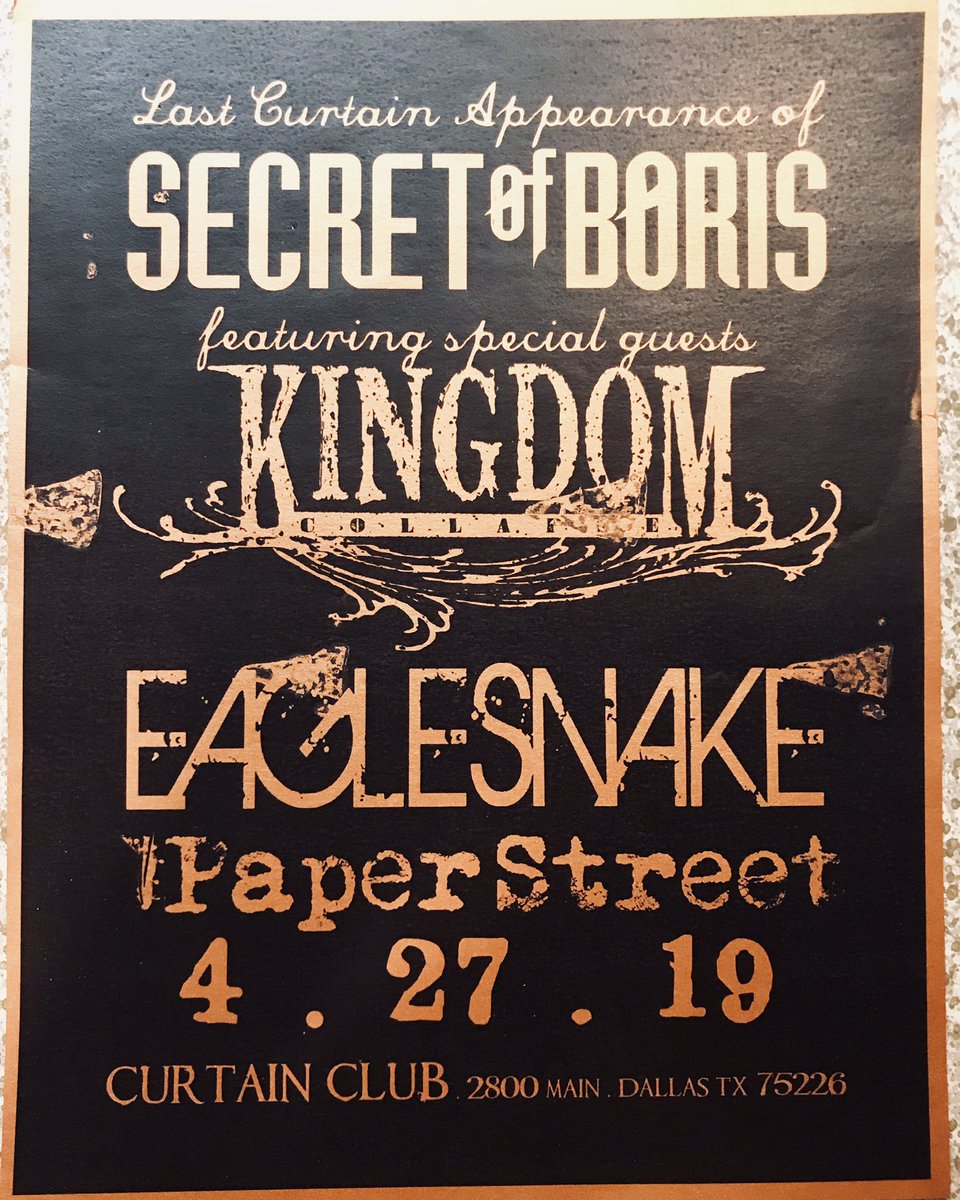 Last Curtain Appearance of
SECRET of BORIS
featuring special guests
KINGDOM
COLLAPSE
EAGLESNAKE
PaperStreet
4 . 27 . 19
CURTAIN CLUB . 2800 MAIN . DALLAS TX 75226